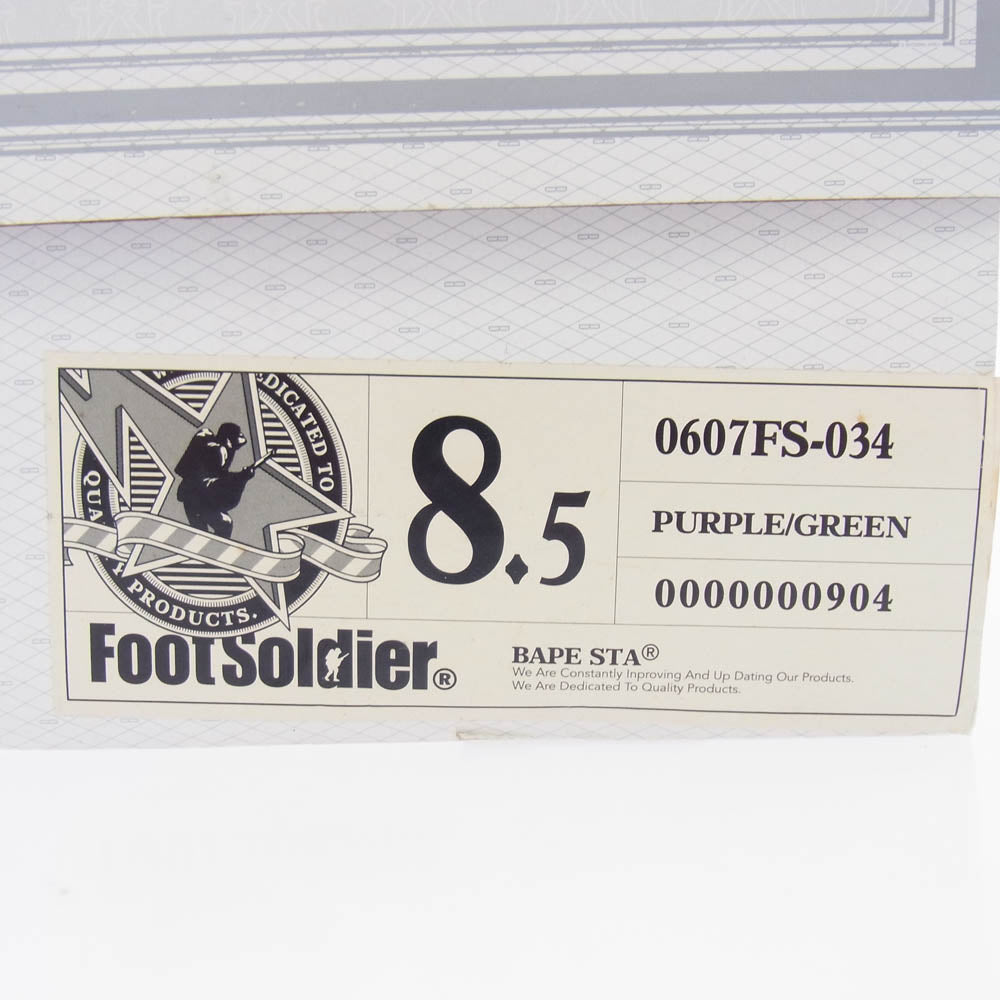 DEDICATED TO
QUA
Y PRODUCTS.
8.5
0607FS-034
PURPLE/GREEN
0000000904
FootSoldier®
BAPE STA®
We Are Constantly Inproving And Up Dating Our Products.
We Are Dedicated To Quality Products.